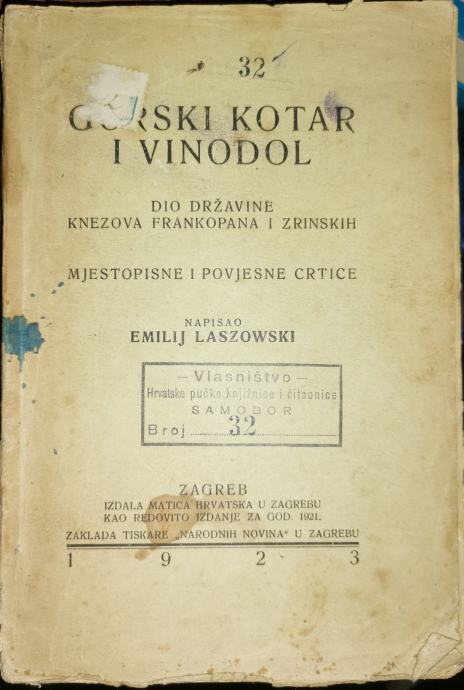 32
GORSKI KOTAR
I VINODOL
DIO DRŽAVINE
KNEZOVA FRANKOPANA I ZRINSKIH
MJESTOPISNE I POVJESNE CRTICE
NAPISAO
EMILIJ LASZOWSKI
— Vlasništvo —
Hrvatske pučke knjižnice i čitaonice
SAMOBOR
Broj 32
ZAGREB
IZDALA MATICA HRVATSKA U ZAGREBU
KAO REDOVITO IZDANJE ZA GOD. 1921.
ZAKLADA TISKARE „NARODNIH NOVINA“ U ZAGREBU
1 9 2 3